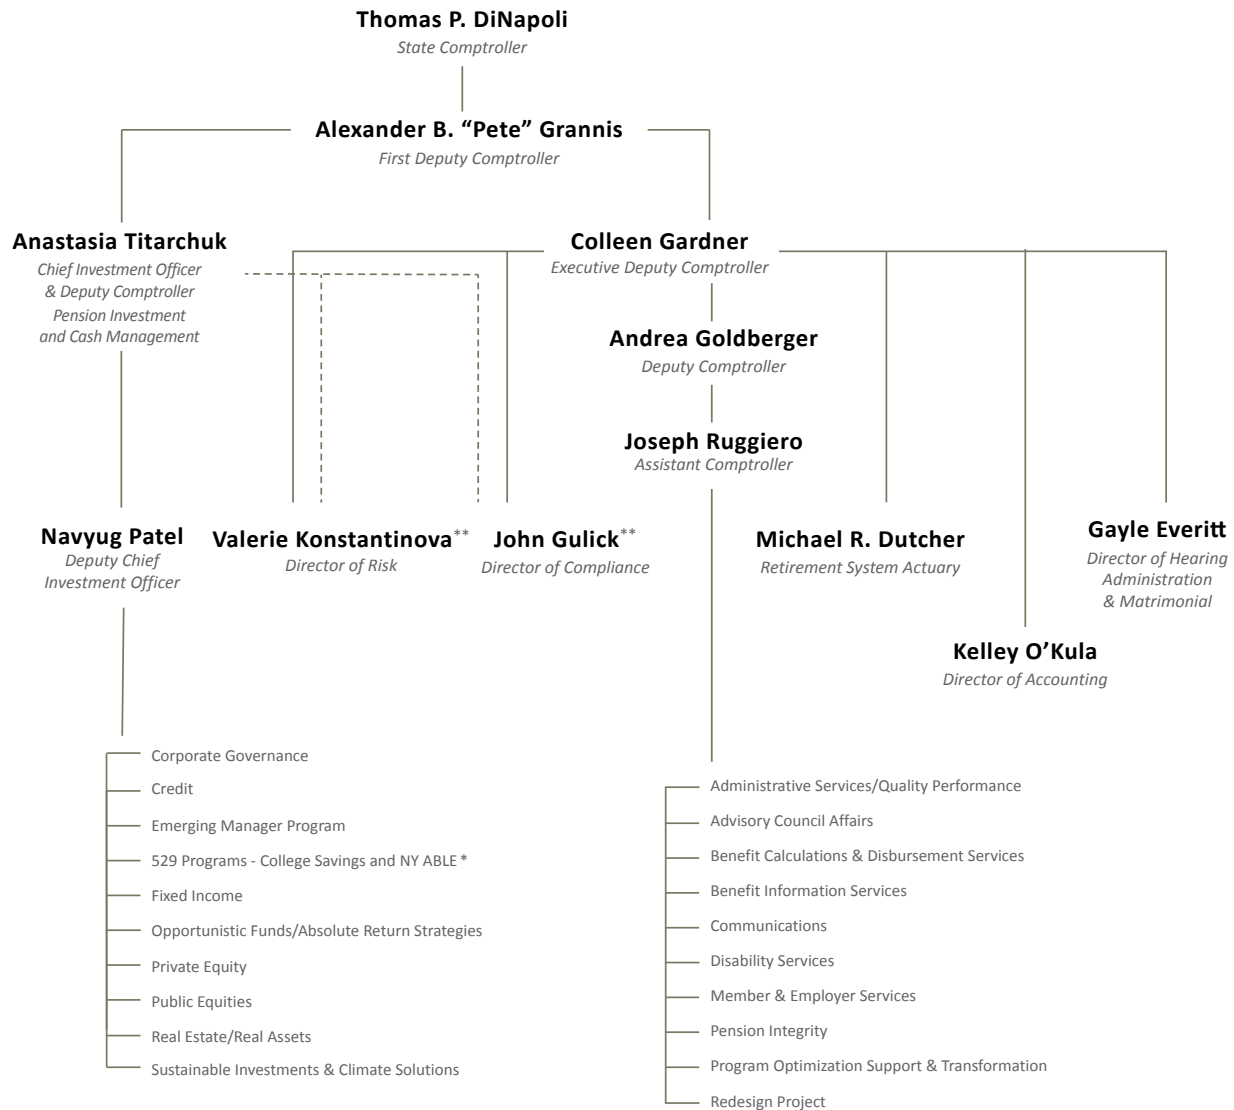 Thomas P. DiNapoli
State Comptroller
Alexander B. “Pete” Grannis
First Deputy Comptroller
Anastasia Titarchuk
Chief Investment Officer
& Deputy Comptroller
Pension Investment
and Cash Management
Colleen Gardner
Executive Deputy Comptroller
Andrea Goldberger
Deputy Comptroller
Joseph Ruggiero
Assistant Comptroller
Navyug Patel
Deputy Chief
Investment Officer
Valerie Konstantinova**
Director of Risk
John Gulick**
Director of Compliance
Michael R. Dutcher
Retirement System Actuary
Gayle Everitt
Director of Hearing
Administration
& Matrimonial
Kelley O’Kula
Director of Accounting
Corporate Governance
Credit
Emerging Manager Program
529 Programs - College Savings and NY ABLE *
Fixed Income
Opportunistic Funds/Absolute Return Strategies
Private Equity
Public Equities
Real Estate/Real Assets
Sustainable Investments & Climate Solutions
Administrative Services/Quality Performance
Advisory Council Affairs
Benefit Calculations & Disbursement Services
Benefit Information Services
Communications
Disability Services
Member & Employer Services
Pension Integrity
Program Optimization Support & Transformation
Redesign Project